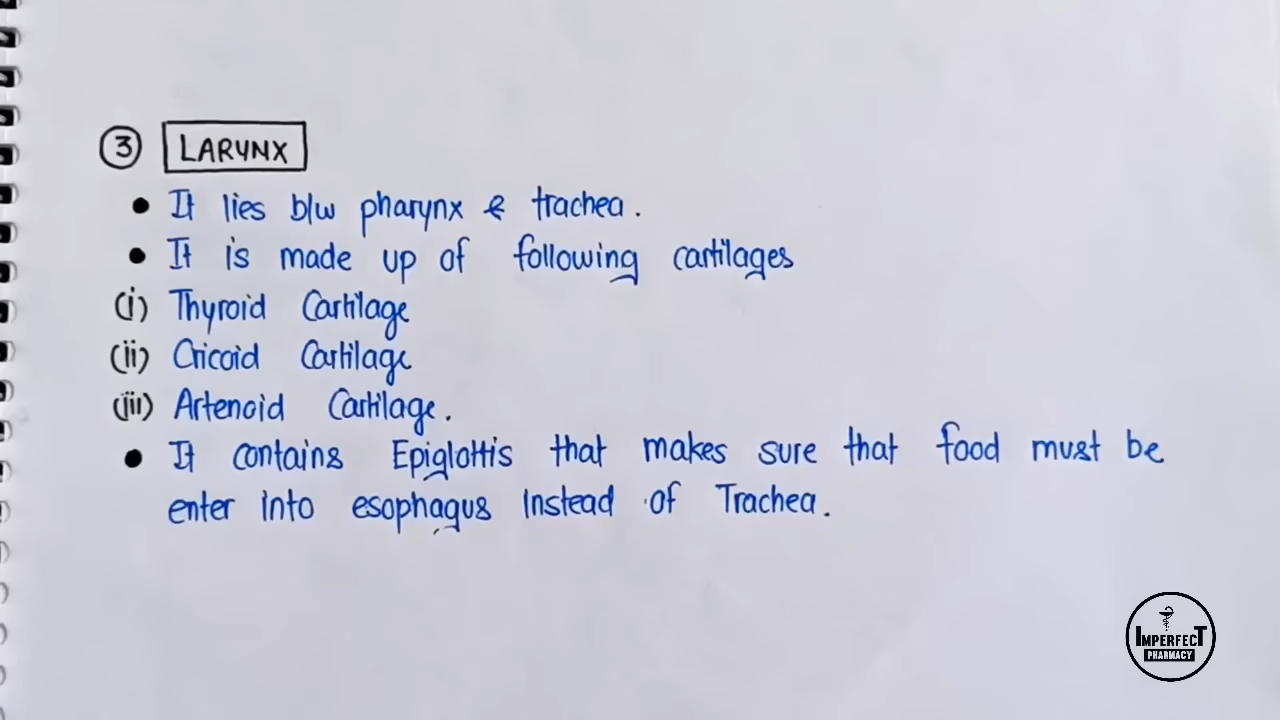 3 LARYNX
• It lies b/w pharynx & trachea.
• It is made up of following cartilages
(i) Thyroid Cartilage
(ii) Cricoid Cartilage
(iii) Artenoid Cartilage.
• It contains Epiglottis that makes sure that food must be
enter into esophagus instead of Trachea.
IMPERFECT
PHARMACY